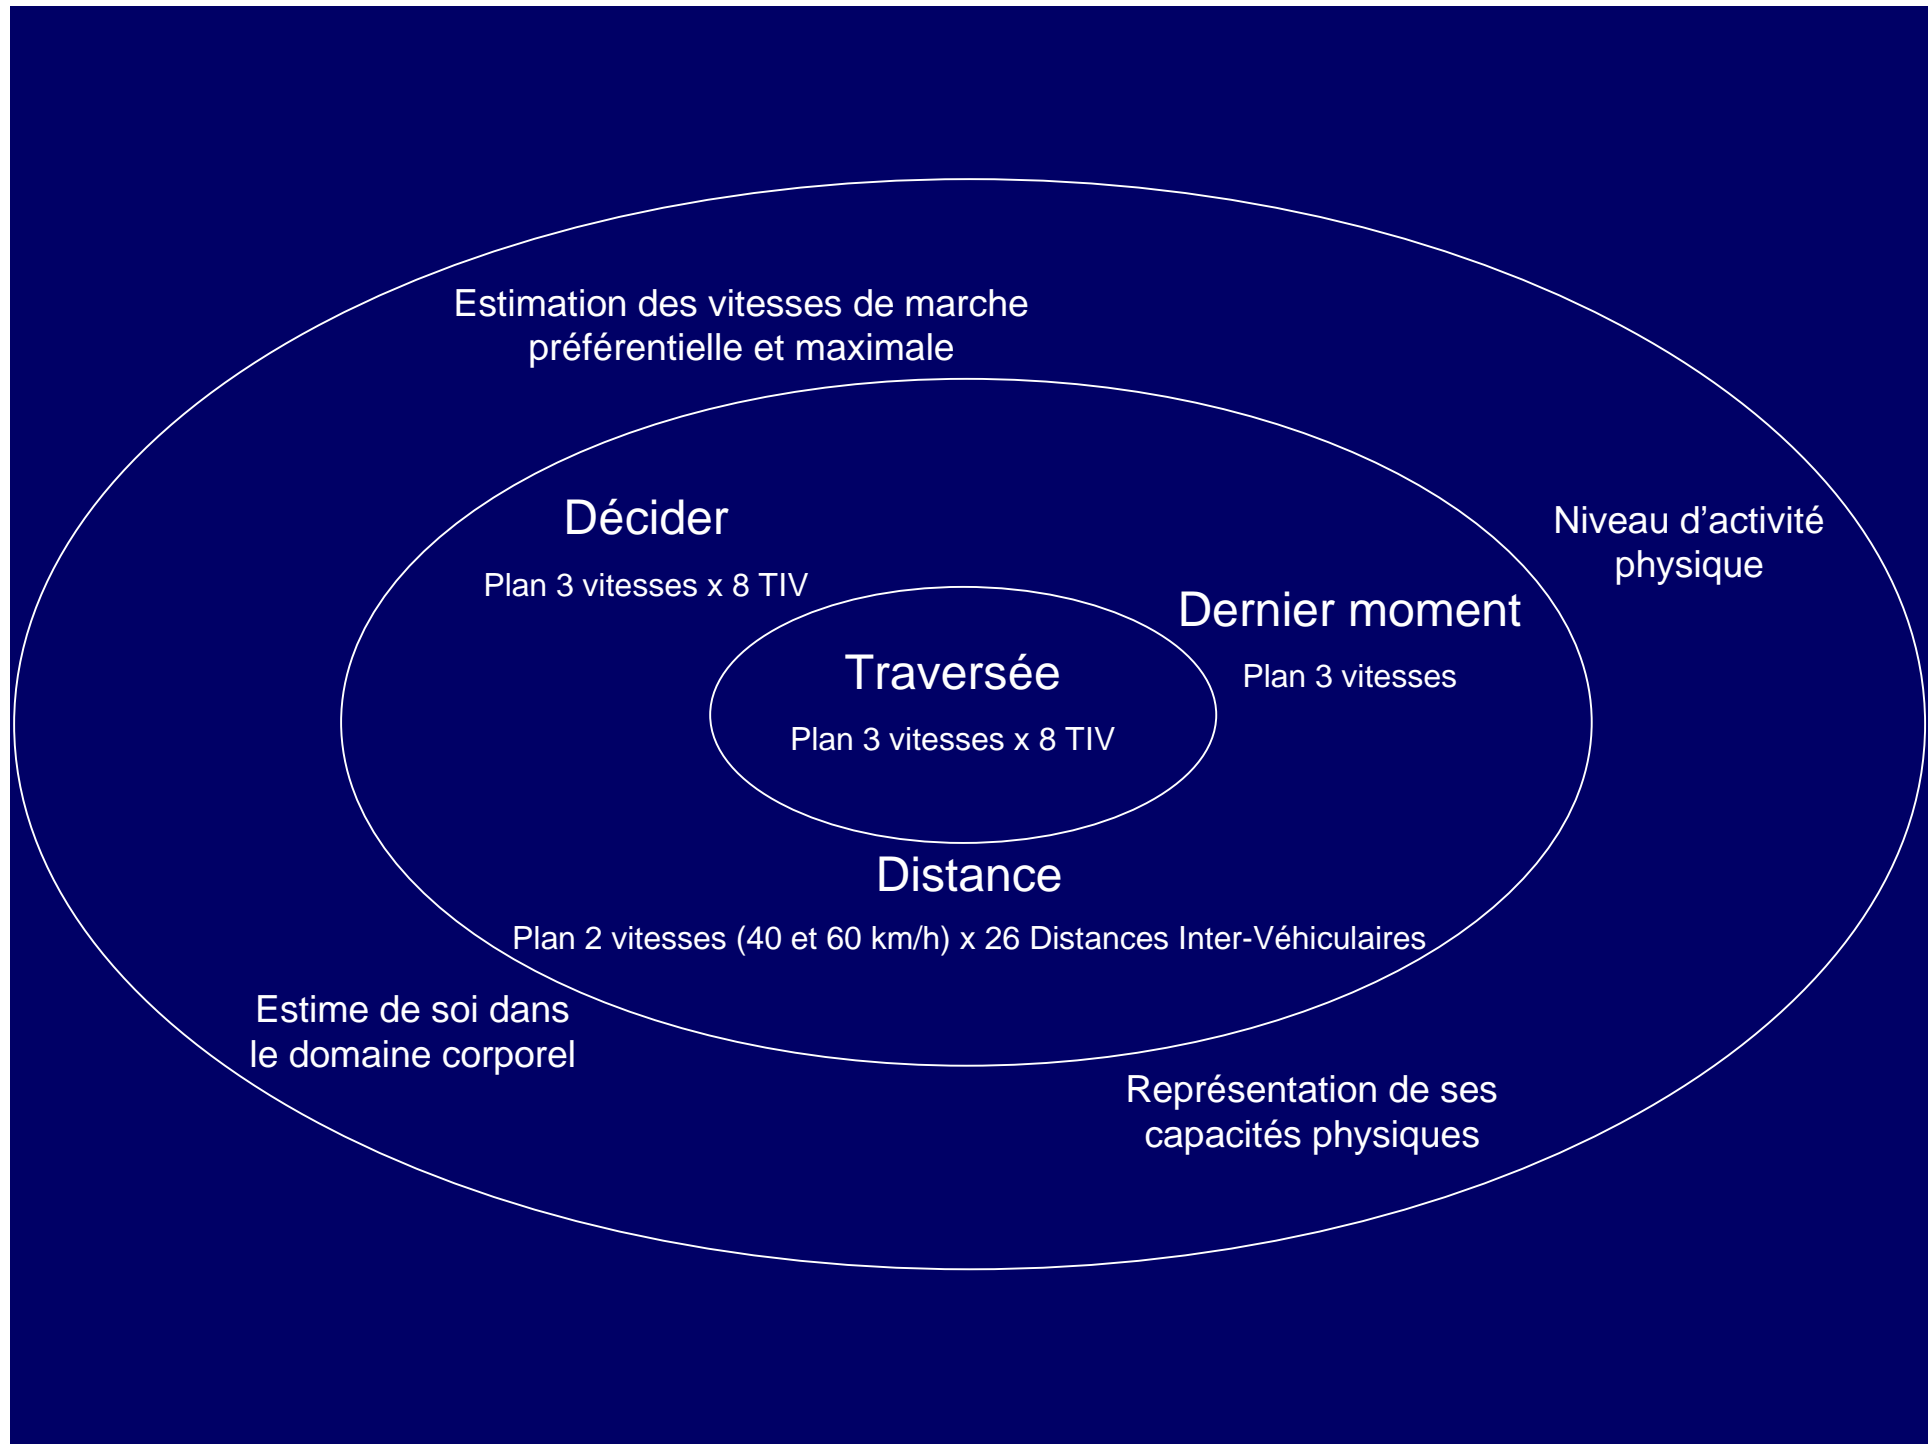 Estimation des vitesses de marche
préférentielle et maximale
Décider
Plan 3 vitesses x 8 TIV
Niveau d’activité
physique
Dernier moment
Plan 3 vitesses
Traversée
Plan 3 vitesses x 8 TIV
Distance
Plan 2 vitesses (40 et 60 km/h) x 26 Distances Inter-Véhiculaires
Estime de soi dans
le domaine corporel
Représentation de ses
capacités physiques